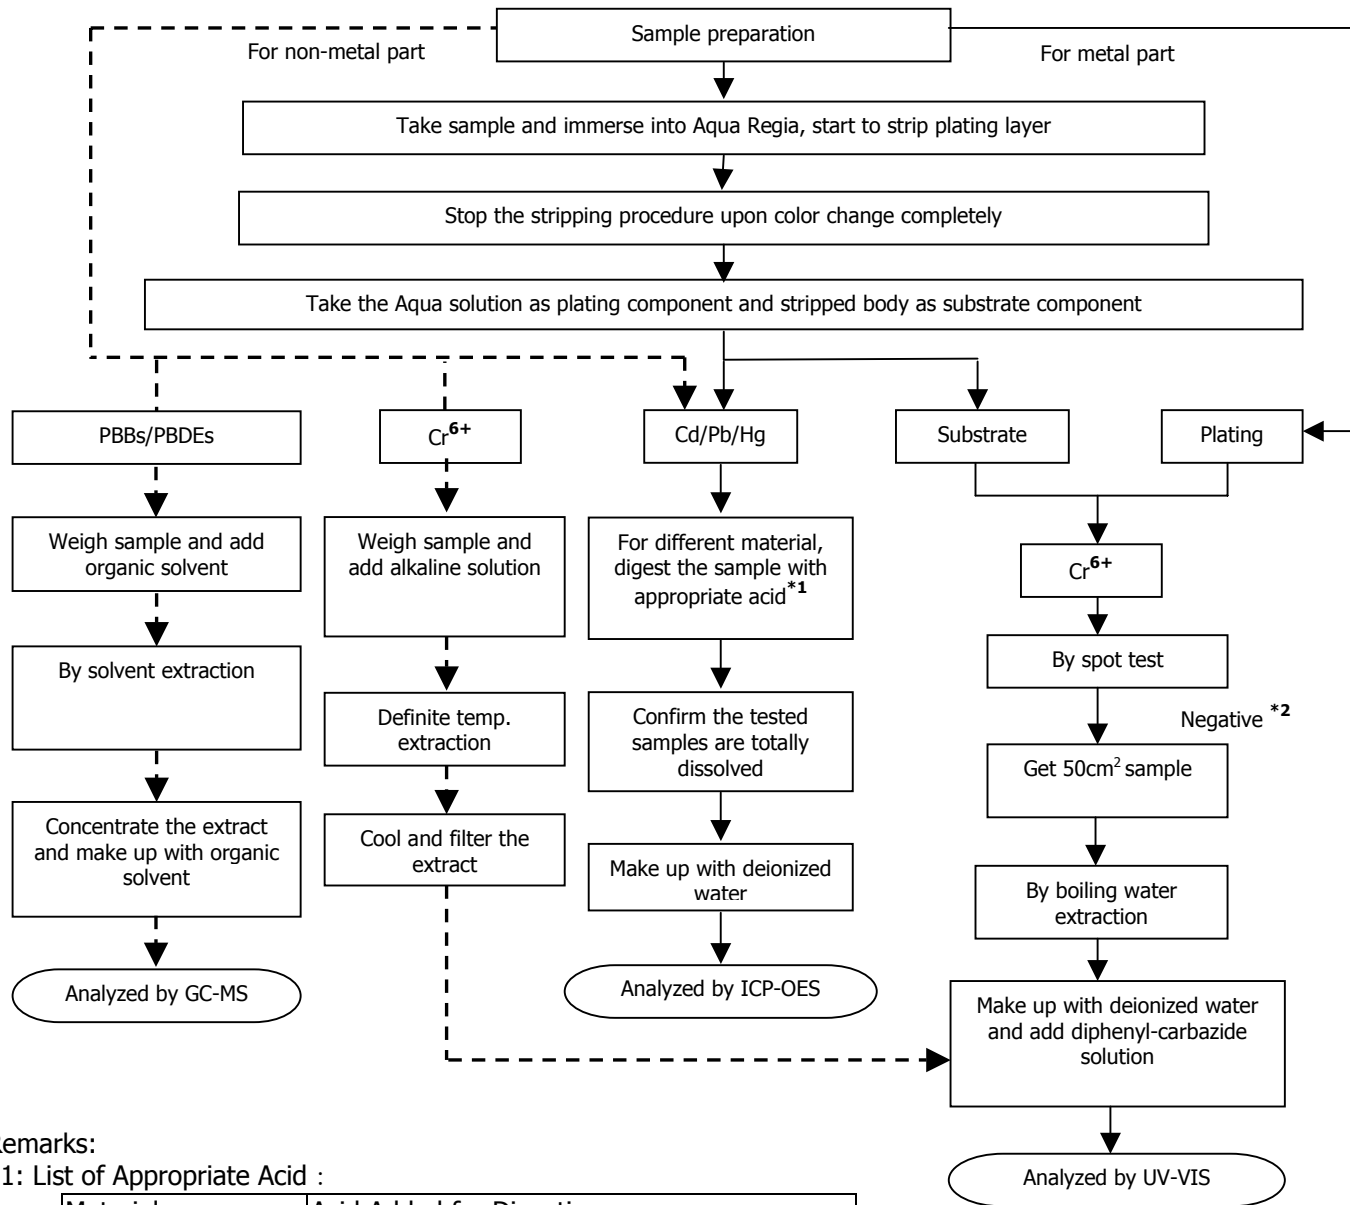 Sample preparation
For non-metal part
For metal part
Take sample and immerse into Aqua Regia, start to strip plating layer
Stop the stripping procedure upon color change completely
Take the Aqua solution as plating component and stripped body as substrate component
PBBs/PBDEs
Cr6+
Cd/Pb/Hg
Substrate
Plating
Weigh sample and add
organic solvent
Weigh sample and
add alkaline solution
For different material,
digest the sample with
appropriate acid*1
Cr6+
By solvent extraction
Definite temp.
extraction
Confirm the tested
samples are totally
dissolved
By spot test
Negative *2
Get 50cm2 sample
Concentrate the extract
and make up with organic
solvent
Cool and filter the
extract
Make up with deionized
water
By boiling water
extraction
Analyzed by GC-MS
Analyzed by ICP-OES
Make up with deionized water
and add diphenyl-carbazide
solution
Analyzed by UV-VIS
emarks:
1: List of Appropriate Acid :